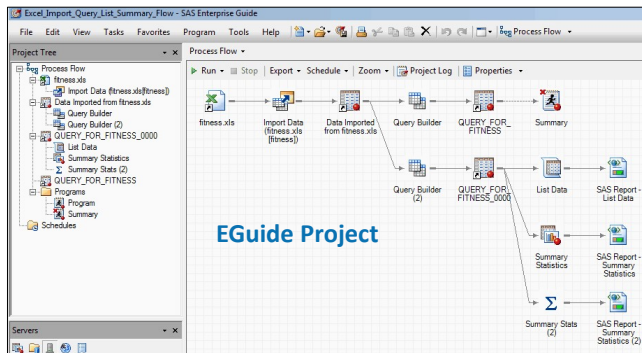 Excel_Import_Query_List_Summary_Flow - SAS Enterprise Guide
File Edit View Tasks Favorites Program Tools Help Process Flow
Project Tree
Process Flow
fitness.xls
Import Data (fitness.xls[fitness])
Data Imported from fitness.xls
Query Builder
Query Builder (2)
QUERY_FOR_FITNESS_0000
List Data
Summary Statistics
Summary Stats (2)
QUERY_FOR_FITNESS
Programs
Program
Summary
Schedules
Servers
Process Flow
Run Stop Export Schedule Zoom Project Log Properties
fitness.xls
Import Data
(fitness.xls
[fitness])
Data Imported
from fitness.xls
Query Builder
QUERY_FOR_
FITNESS
Summary
Query Builder
(2)
QUERY_FOR_
FITNESS_0000
List Data
SAS Report -
List Data
EGuide Project
Summary
Statistics
SAS Report -
Summary
Statistics
Σ
Summary Stats
(2)
SAS Report -
Summary
Statistics (2)